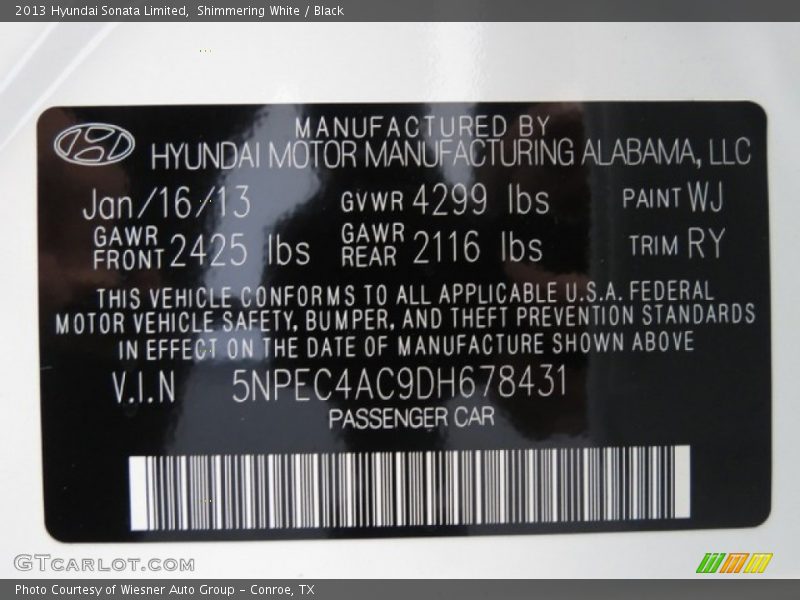 2013 Hyundai Sonata Limited, Shimmering White / Black
MANUFACTURED BY
HYUNDAI MOTOR MANUFACTURING ALABAMA, LLC
Jan/16/13 GVWR 4299 lbs PAINT WJ
GAWR FRONT 2425 lbs GAWR REAR 2116 lbs TRIM RY
THIS VEHICLE CONFORMS TO ALL APPLICABLE U.S.A. FEDERAL
MOTOR VEHICLE SAFETY, BUMPER, AND THEFT PREVENTION STANDARDS
IN EFFECT ON THE DATE OF MANUFACTURE SHOWN ABOVE
V.I.N 5NPEC4AC9DH678431
PASSENGER CAR
GTCARLOT.COM
Photo Courtesy of Wiesner Auto Group - Conroe, TX